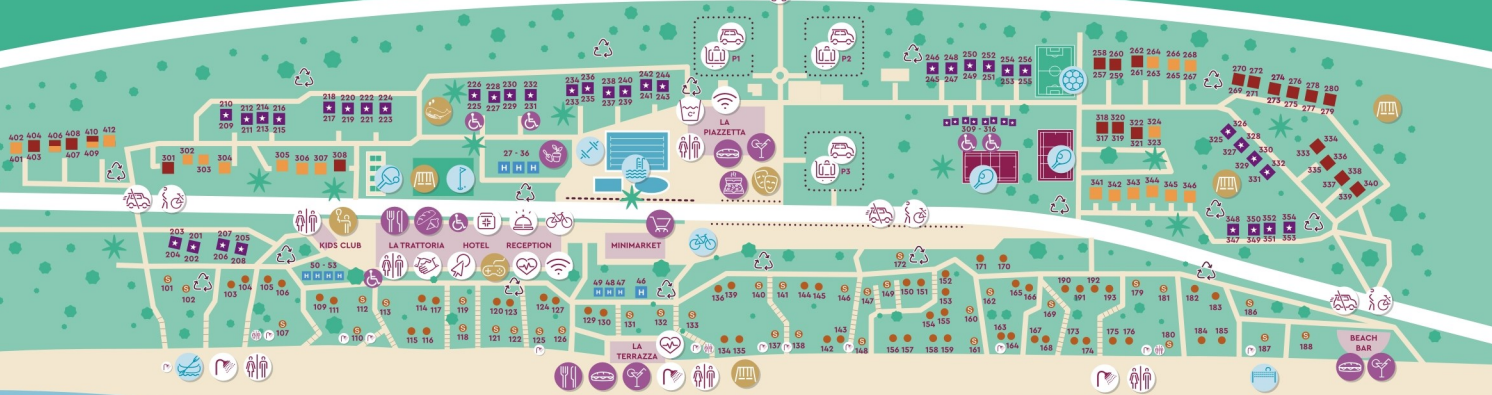 P1
P2
P3
226 228 230 232
225 227 229 231
234 236 238 240 242 244
233 235 237 239 241 243
246 248 250 252 254 256
245 247 249 251 253 255
258 260 262 264 266 268
257 259 261 263 265 267
270 272 274 276 278 280
269 271 273 275 277 279
210 212 214 216
209 211 213 215
218 220 222 224
217 219 221 223
402 404 406 408 410 412
401 403 407 409
301 302 303 304
305 306 307 308
27 - 36
H H H
C°
LA
PIAZZETTA
309 - 316
318 320 322 324
317 319 321 323
326 328 330 332
325 327 329 331
334 336 338 340
333 335 337 339
341 342 343 344 345 346
348 350 352 354
347 349 351 353
203 201 207 205
204 202 206 208
KIDS CLUB
LA TRATTORIA
HOTEL
RECEPTION
MINIMARKET
50 - 53
H H H H
49 48 47 46
H H H H
101 102 103 104 105 106 107
108
109 111 110 112 113
114 117 115 116
119 118
120 123 121 122
124 127 125 126
129 130 131 132 133
134 135
136 139 137 138
140 141 144 145 146 147
142 143 148
149 150 151 152 153
154 155 156 157 158 159
160 161 162 163 164
165 166 167 168 169
170 171 172
173 174 175 176
190 192 191 193
179 180 181
182 183 184 185
186 187 188
LA
TERRAZZA
BEACH
BAR